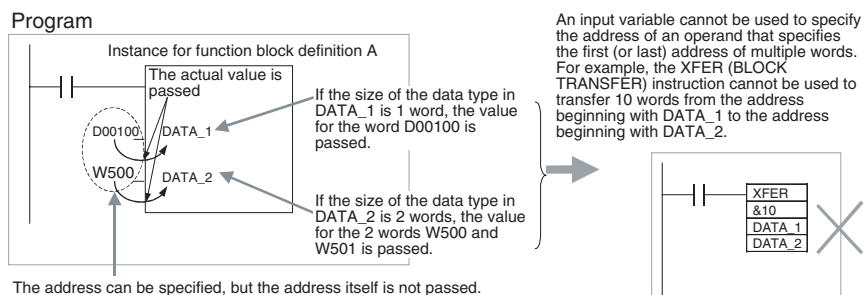 Program
Instance for function block definition A
The actual value is
passed
D00100
DATA_1
W500
DATA_2
If the size of the data type in
DATA_1 is 1 word, the value
for the word D00100 is
passed.
If the size of the data type in
DATA_2 is 2 words, the value
for the 2 words W500 and
W501 is passed.
The address can be specified, but the address itself is not passed.
An input variable cannot be used to specify
the address of an operand that specifies
the first (or last) address of multiple words.
For example, the XFER (BLOCK
TRANSFER) instruction cannot be used to
transfer 10 words from the address
beginning with DATA_1 to the address
beginning with DATA_2.
XFER
&10
DATA_1
DATA_2